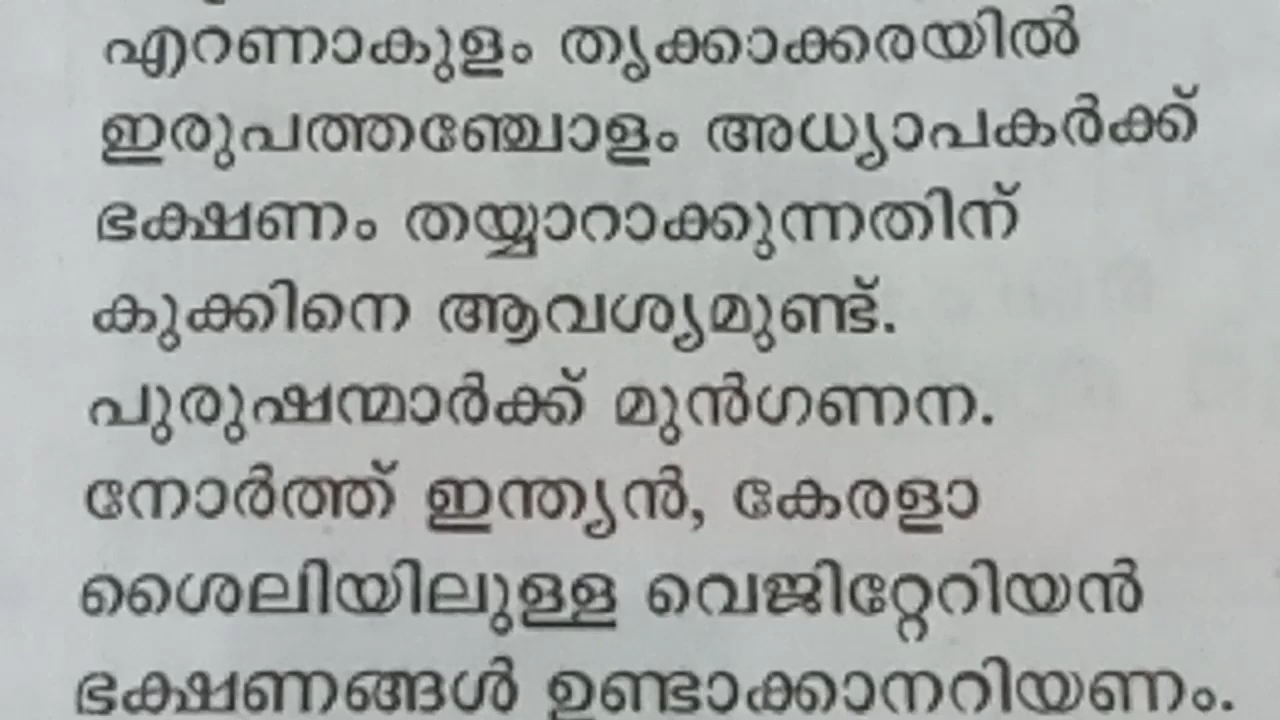 എറണാകുളം തൃക്കാക്കരയിൽ
ഇരുപത്തഞ്ചോളം അധ്യാപകർക്ക്
ഭക്ഷണം തയ്യാറാക്കുന്നതിന്
കുക്കിനെ ആവശ്യമുണ്ട്.
പുരുഷന്മാർക്ക് മുൻഗണന.
നോർത്ത് ഇന്ത്യൻ, കേരളാ
ശൈലിയിലുള്ള വെജിറ്റേറിയൻ
ഭക്ഷണങ്ങൾ ഉണ്ടാക്കാനറിയണം.